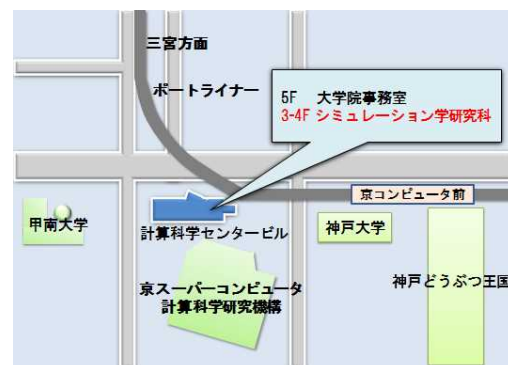 三宮方面
ポートライナー
5F 大学院事務室
3-4F シミュレーション学研究科
京コンピュータ前
甲南大学
計算科学センタービル
神戸大学
京スーパーコンピュータ
計算科学研究機構
神戸どうぶつ王国